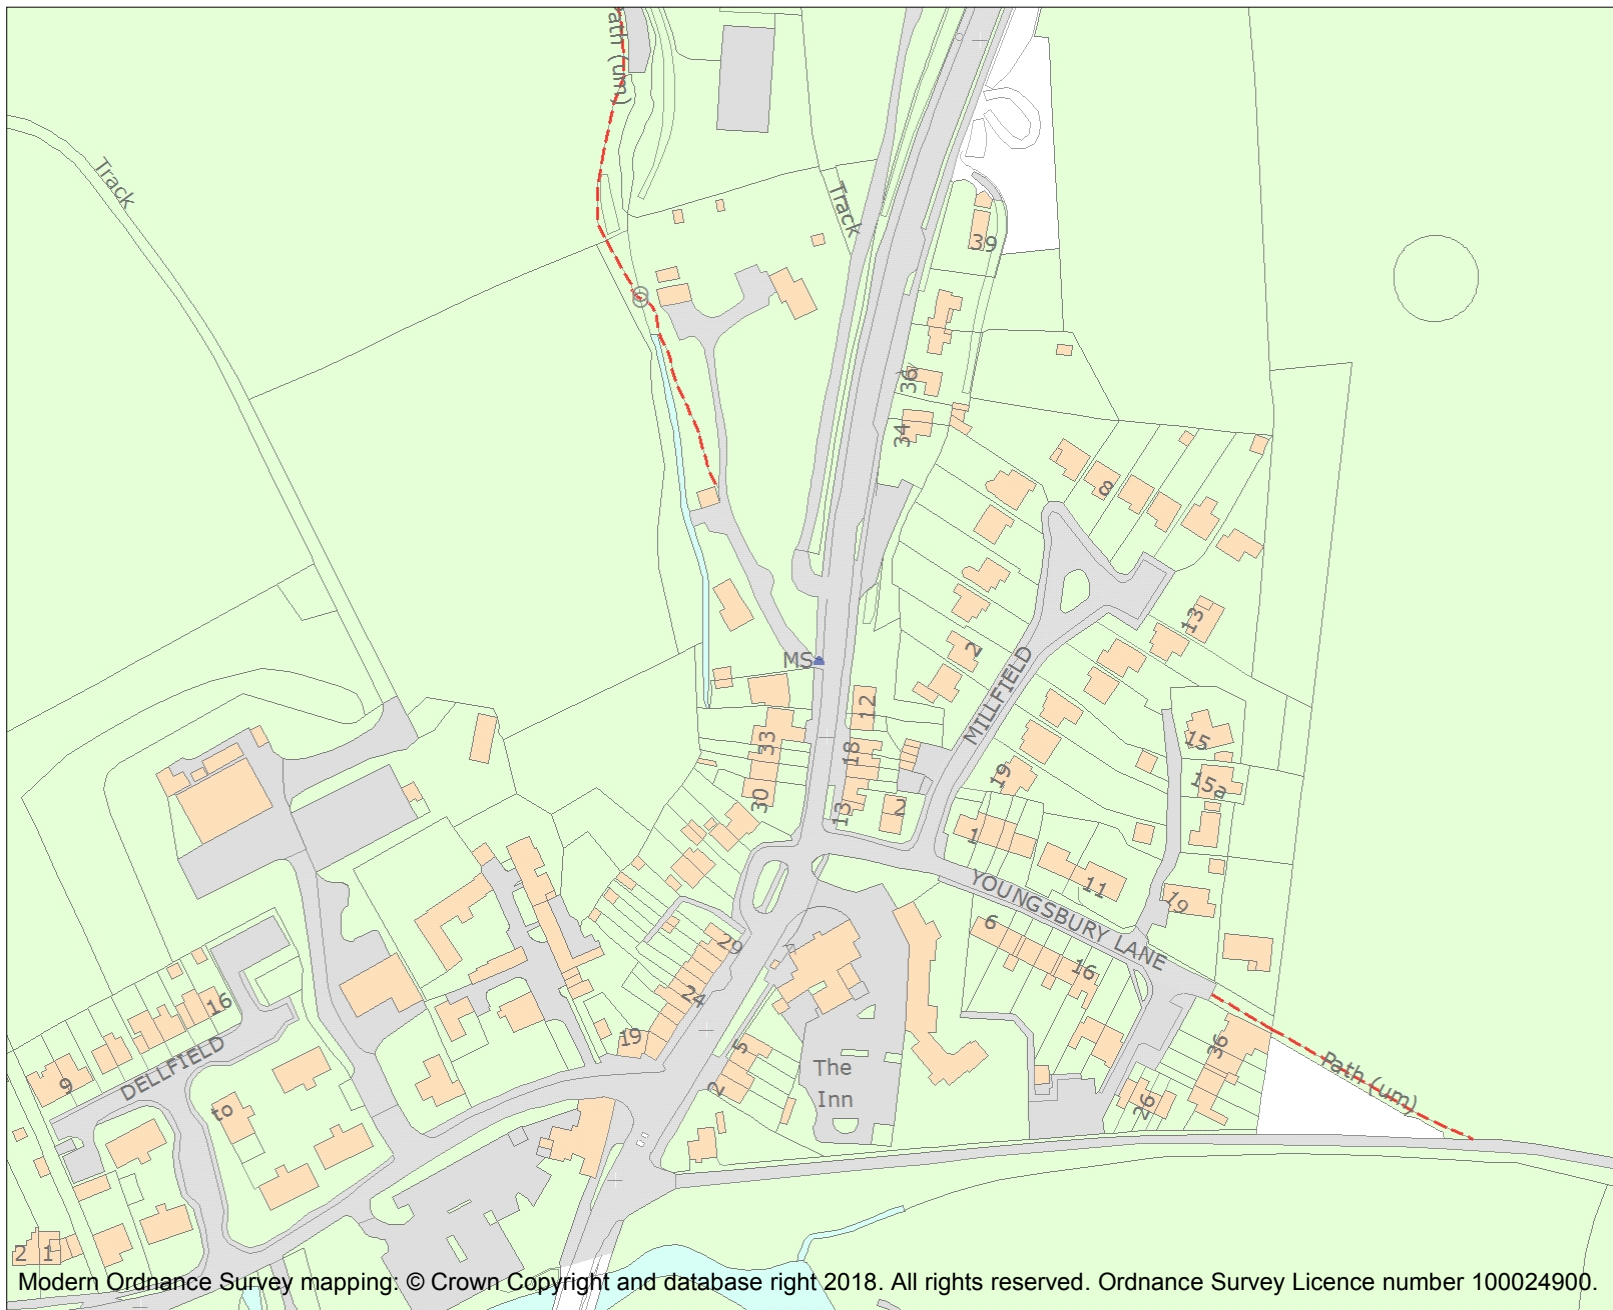 Path (um)
Track
Track
39
36
34
8
13
2
MILLFIELD
MS
12
33
18
15
15a
19
30
13
2
1
11
YOUNGSBURY LANE
19
6
16
29
24
19
16
9
DELLFIELD
to
5
2
The
Inn
36
26
Path (um)
2 1
Modern Ordnance Survey mapping: © Crown Copyright and database right 2018. All rights reserved. Ordnance Survey Licence number 100024900.